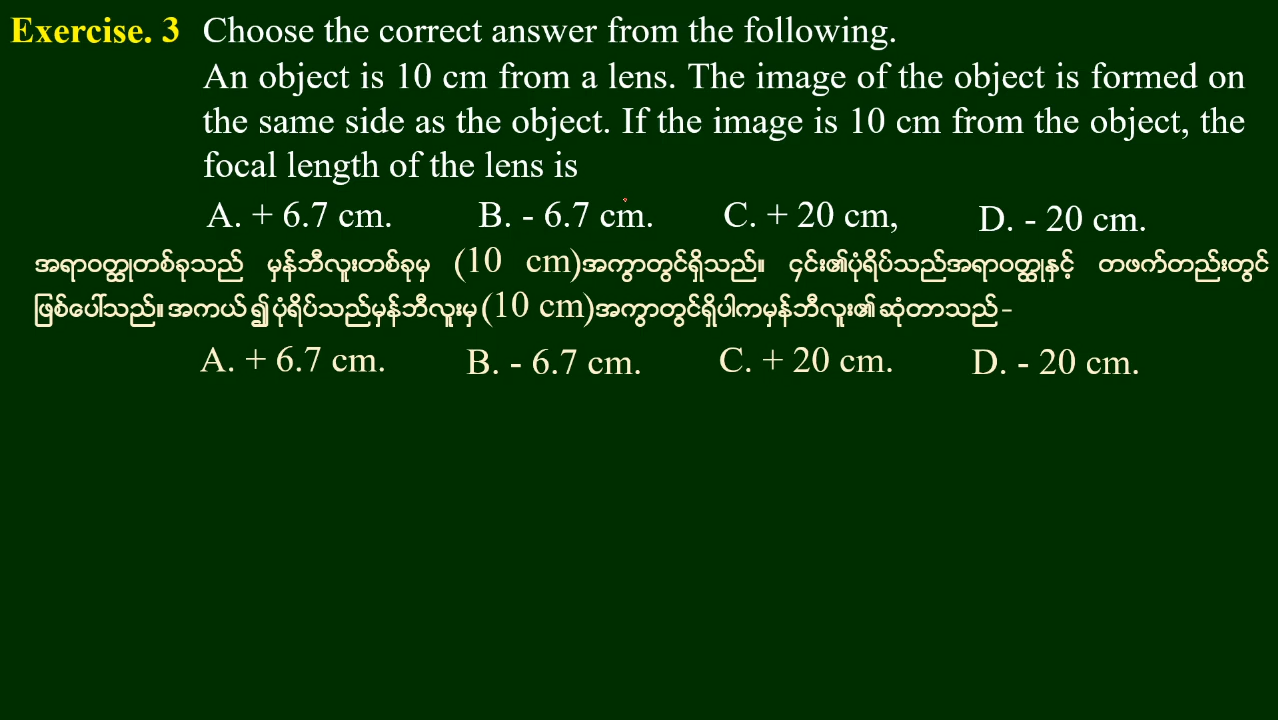 Exercise. 3 Choose the correct answer from the following.
An object is 10 cm from a lens. The image of the object is formed on
the same side as the object. If the image is 10 cm from the object, the
focal length of the lens is
A. + 6.7 cm. B. - 6.7 cm. C. + 20 cm, D. - 20 cm.
အရာဝတ္ထုတစ်ခုသည် မှန်ဘီလူးတစ်ခုမှ (10 cm)အကွာတွင်ရှိသည်။ ၄င်း၏ပုံရိပ်သည်အရာဝတ္ထုနှင့် တဖက်တည်းတွင်
ဖြစ်ပေါ်သည်။ အကယ်၍ပုံရိပ်သည်မှန်ဘီလူးမှ (10 cm)အကွာတွင်ရှိပါကမှန်ဘီလူး၏ဆုံတာသည်–
A. + 6.7 cm. B. - 6.7 cm. C. + 20 cm. D. - 20 cm.